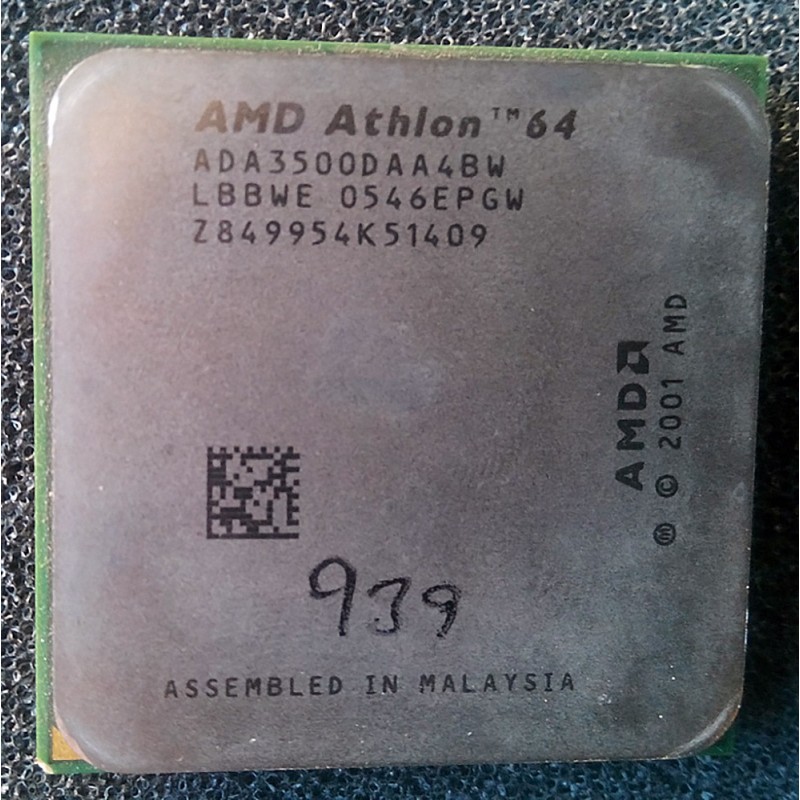 AMD Athlon™64
ADA3500DAA4BW
LBBWE 0546EPGW
Z849954K51409
AMD
ⓜ © 2001 AMD
939
ASSEMBLED IN MALAYSIA